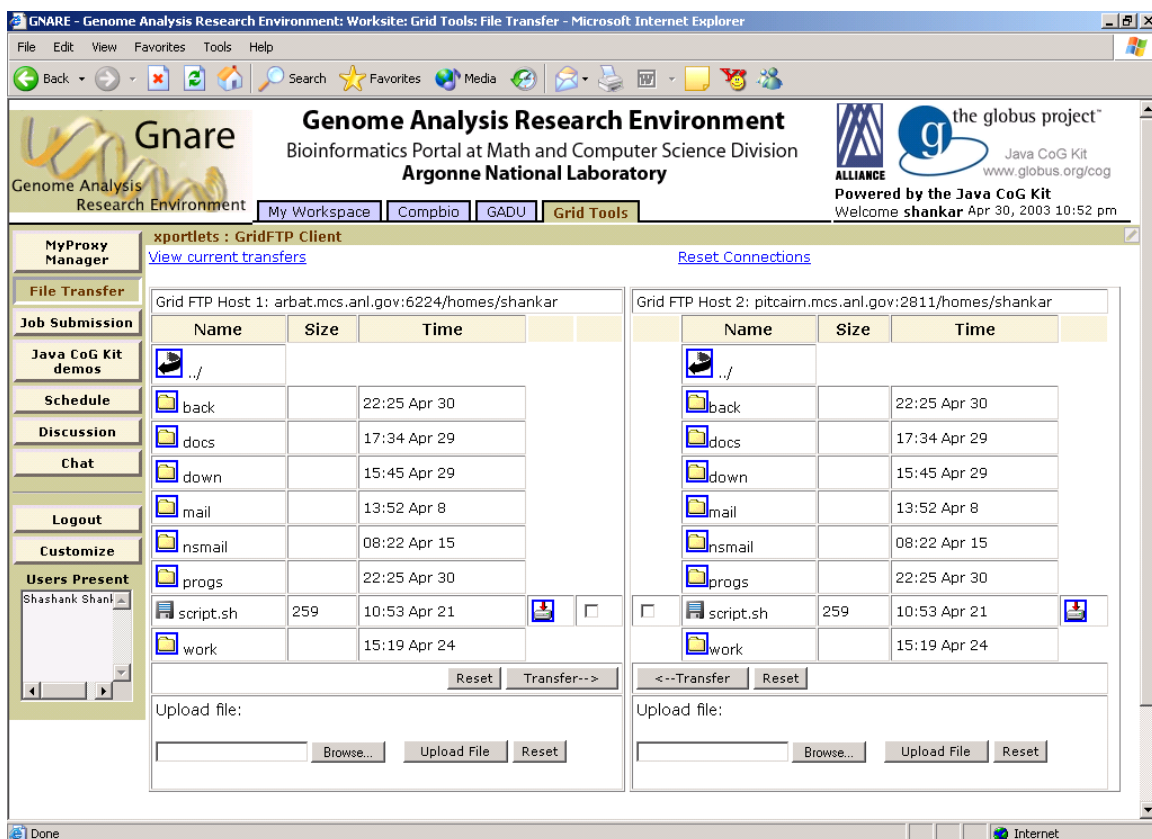 GNARE - Genome Analysis Research Environment: Worksite: Grid Tools: File Transfer - Microsoft Internet Explorer
File Edit View Favorites Tools Help
Back Search Favorites Media
Gnare
Genome Analysis
Research Environment
Genome Analysis Research Environment
Bioinformatics Portal at Math and Computer Science Division
Argonne National Laboratory
ALLIANCE
g
the globus project™
Java CoG Kit
www.globus.org/cog
Powered by the Java CoG Kit
Welcome shankar Apr 30, 2003 10:52 pm
My Workspace Compbio GADU Grid Tools
MyProxy
Manager
File Transfer
Job Submission
Java CoG Kit
demos
Schedule
Discussion
Chat
Logout
Customize
Users Present
Shashank Shank
xportlets : GridFTP Client
View current transfers Reset Connections
Grid FTP Host 1: arbat.mcs.anl.gov:6224/homes/shankar
Name Size Time
../
back 22:25 Apr 30
docs 17:34 Apr 29
down 15:45 Apr 29
mail 13:52 Apr 8
nsmail 08:22 Apr 15
progs 22:25 Apr 30
script.sh 259 10:53 Apr 21
work 15:19 Apr 24
Reset Transfer-->
Upload file:
Browse... Upload File Reset
Grid FTP Host 2: pitcairn.mcs.anl.gov:2811/homes/shankar
Name Size Time
../
back 22:25 Apr 30
docs 17:34 Apr 29
down 15:45 Apr 29
mail 13:52 Apr 8
nsmail 08:22 Apr 15
progs 22:25 Apr 30
script.sh 259 10:53 Apr 21
work 15:19 Apr 24
<--Transfer Reset
Upload file:
Browse... Upload File Reset
Done Internet